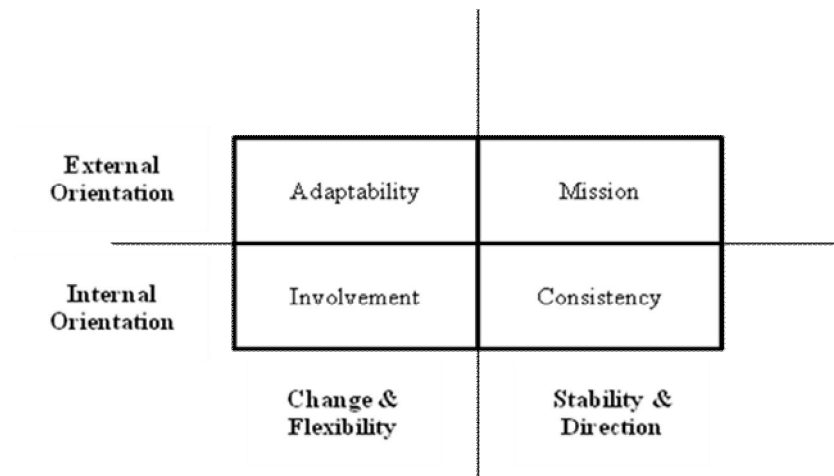 External
Orientation
Adaptability
Mission
Internal
Orientation
Involvement
Consistency
Change &
Flexibility
Stability &
Direction